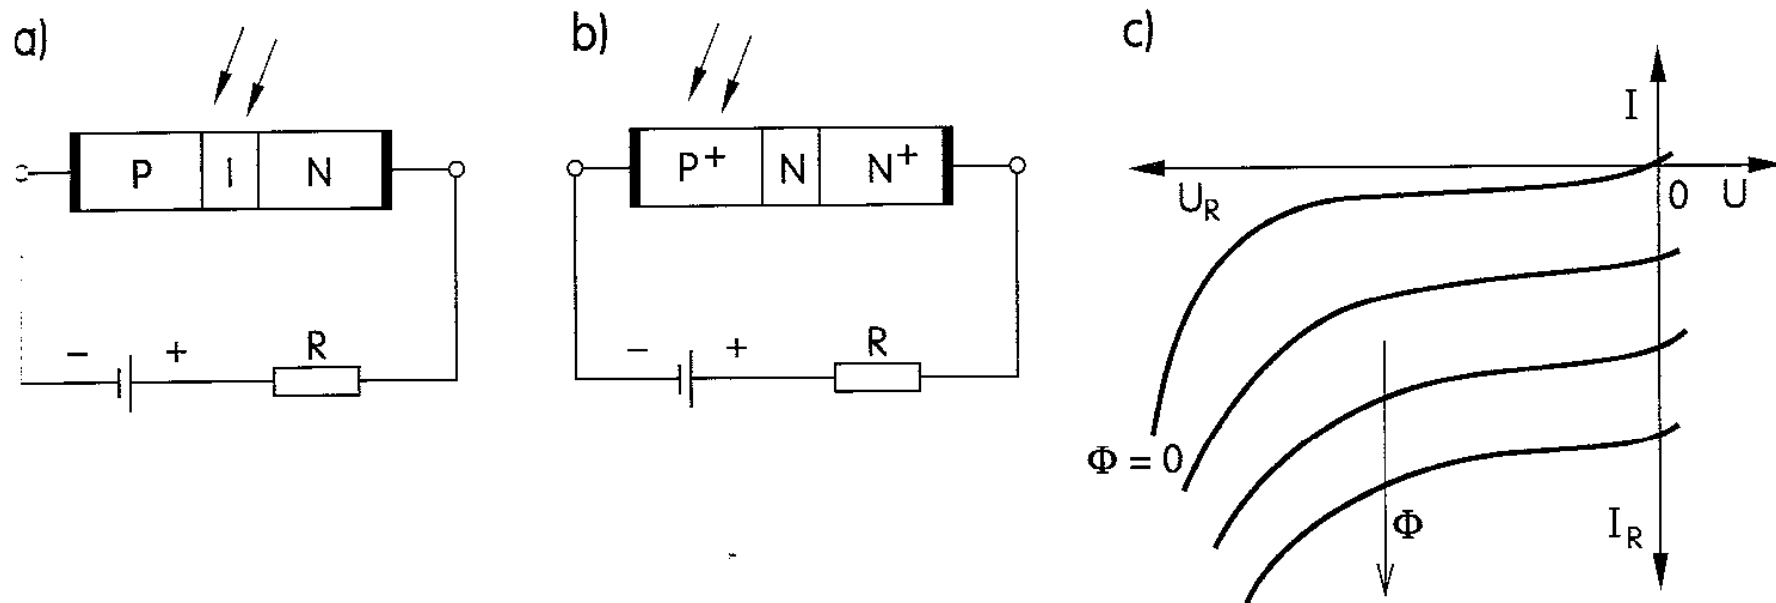 a)
P I N
- + R
b)
P+ N N+
- + R
c)
I
U_R 0 U
Φ = 0
Φ
I_R